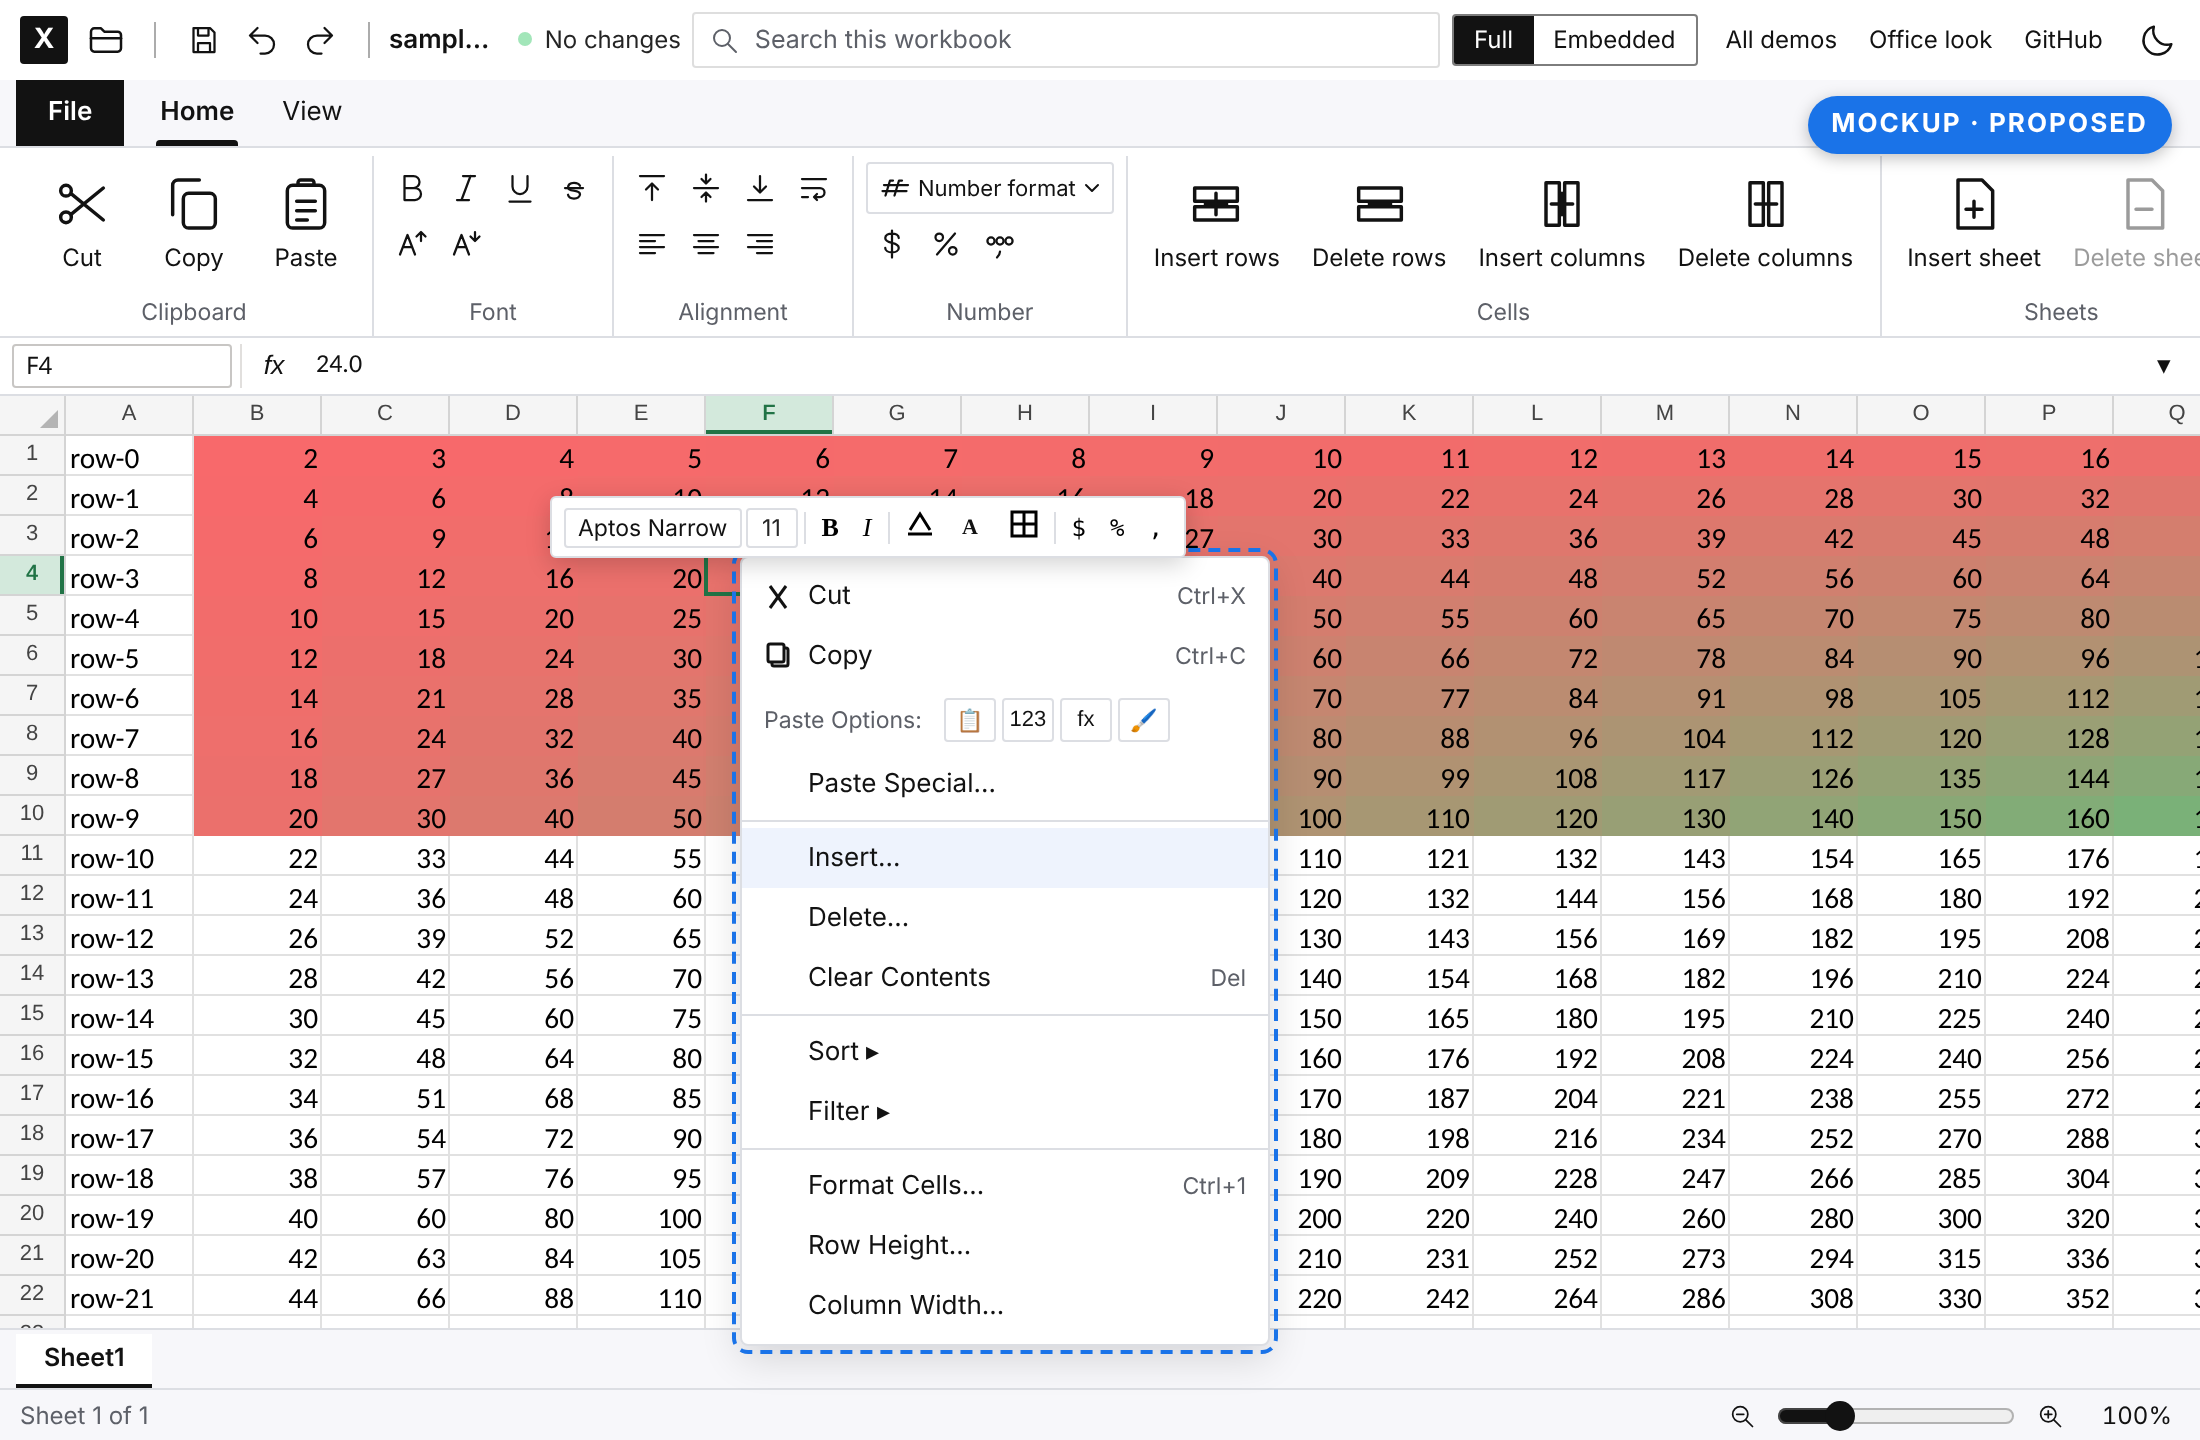 X sampl... No changes Search this workbook Full Embedded All demos Office look GitHub
File Home View MOCKUP · PROPOSED
B I U S Number format
Cut Copy Paste A A $ % Insert rows Delete rows Insert columns Delete columns Insert sheet Delete shee
Clipboard Font Alignment Number Cells Sheets
F4 fx 24.0
A B C D E F G H I J K L M N O P Q
1 row-0 2 3 4 5 6 7 8 9 10 11 12 13 14 15 16
2 row-1 4 6 8 10 12 14 16 18 20 22 24 26 28 30 32
Aptos Narrow 11 B I A $ % ,
3 row-2 6 9 27 30 33 36 39 42 45 48
4 row-3 8 12 16 20 40 44 48 52 56 60 64
Cut Ctrl+X
5 row-4 10 15 20 25 50 55 60 65 70 75 80
6 row-5 12 18 24 30 60 66 72 78 84 90 96
Copy Ctrl+C
7 row-6 14 21 28 35 70 77 84 91 98 105 112
Paste Options: 123 fx
8 row-7 16 24 32 40 80 88 96 104 112 120 128
9 row-8 18 27 36 45 90 99 108 117 126 135 144
Paste Special...
10 row-9 20 30 40 50 100 110 120 130 140 150 160
11 row-10 22 33 44 55 110 121 132 143 154 165 176
Insert...
12 row-11 24 36 48 60 120 132 144 156 168 180 192
Delete...
13 row-12 26 39 52 65 130 143 156 169 182 195 208
14 row-13 28 42 56 70 140 154 168 182 196 210 224
Clear Contents Del
15 row-14 30 45 60 75 150 165 180 195 210 225 240
16 row-15 32 48 64 80 160 176 192 208 224 240 256
Sort ▸
17 row-16 34 51 68 85 170 187 204 221 238 255 272
Filter ▸
18 row-17 36 54 72 90 180 198 216 234 252 270 288
19 row-18 38 57 76 95 190 209 228 247 266 285 304
Format Cells... Ctrl+1
20 row-19 40 60 80 100 200 220 240 260 280 300 320
21 row-20 42 63 84 105 210 231 252 273 294 315 336
Row Height...
22 row-21 44 66 88 110 220 242 264 286 308 330 352
Column Width...
Sheet1
Sheet 1 of 1 100%